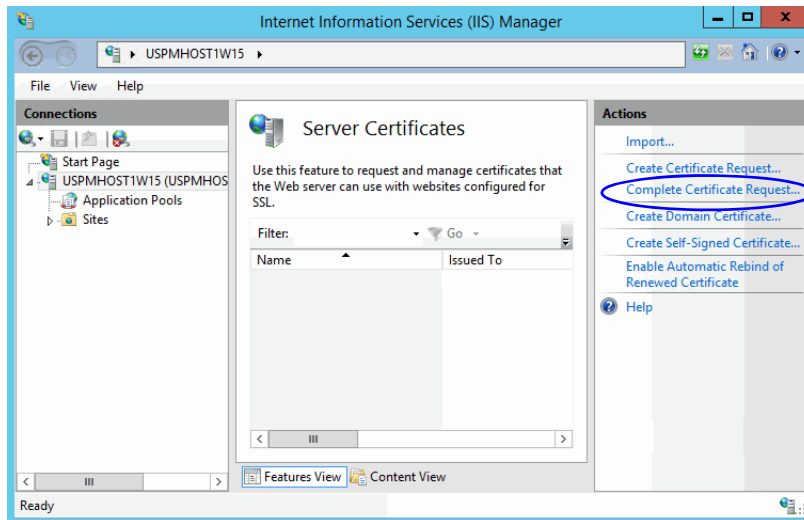 Internet Information Services (IIS) Manager
USPMHOST1W15
File View Help
Connections
Start Page
USPMHOST1W15 (USPMHOS
Application Pools
Sites
Server Certificates
Use this feature to request and manage certificates that
the Web server can use with websites configured for
SSL.
Filter: Go
Name Issued To
Features View Content View
Actions
Import...
Create Certificate Request...
Complete Certificate Request...
Create Domain Certificate...
Create Self-Signed Certificate...
Enable Automatic Rebind of
Renewed Certificate
Help
Ready